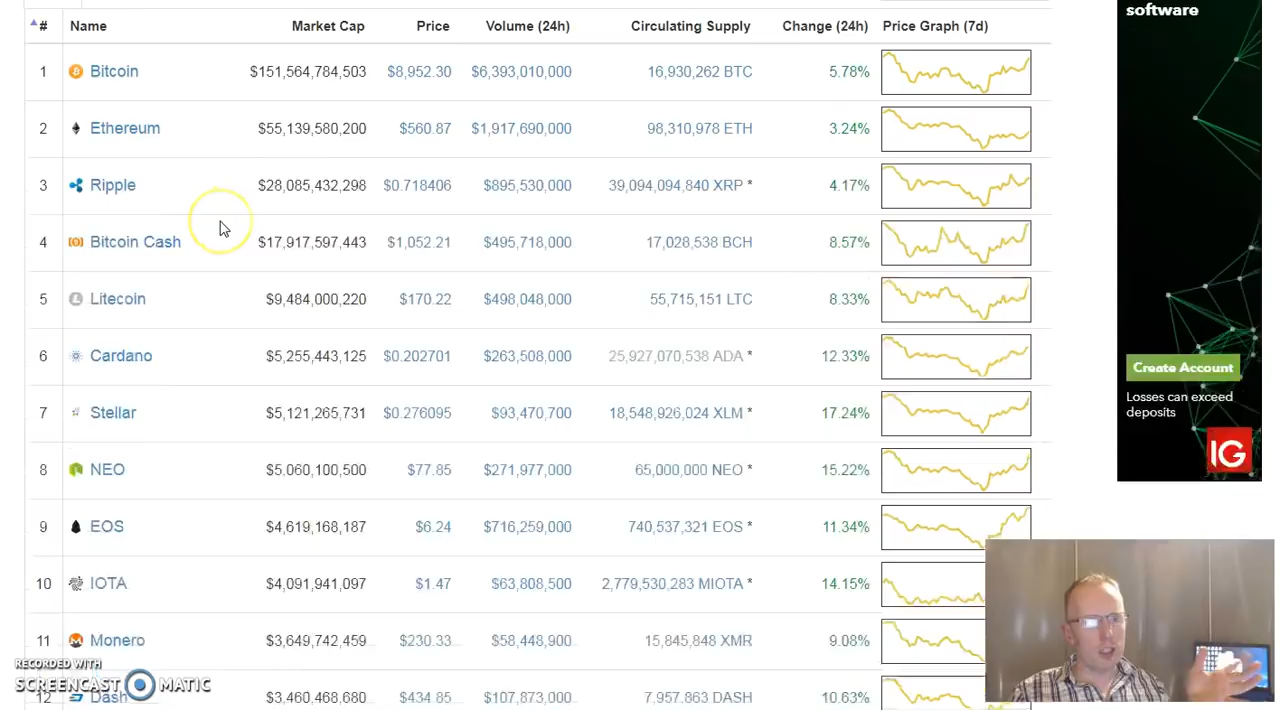 software
# Name Market Cap Price Volume (24h) Circulating Supply Change (24h) Price Graph (7d)
1 Bitcoin $151,564,784,503 $8,952.30 $6,393,010,000 16,930,262 BTC 5.78%
2 Ethereum $55,139,580,200 $560.87 $1,917,690,000 98,310,978 ETH 3.24%
3 Ripple $28,085,432,298 $0.718406 $895,530,000 39,094,094,840 XRP * 4.17%
4 Bitcoin Cash $17,917,597,443 $1,052.21 $495,718,000 17,028,538 BCH 8.57%
5 Litecoin $9,484,000,220 $170.22 $498,048,000 55,715,151 LTC 8.33%
6 Cardano $5,255,443,125 $0.202701 $263,508,000 25,927,070,538 ADA * 12.33%
7 Stellar $5,121,265,731 $0.276095 $93,470,700 18,548,926,024 XLM * 17.24%
8 NEO $5,060,100,500 $77.85 $271,977,000 65,000,000 NEO * 15.22%
9 EOS $4,619,168,187 $6.24 $716,259,000 740,537,321 EOS * 11.34%
10 IOTA $4,091,941,097 $1.47 $63,808,500 2,779,530,283 MIOTA * 14.15%
11 Monero $3,649,742,459 $230.33 $58,448,900 15,845,848 XMR 9.08%
12 Dash $3,460,468,680 $434.85 $107,873,000 7,957,863 DASH 10.63%
Create Account
Losses can exceed
deposits
IG
RECORDED WITH
SCREENCAST MATIC